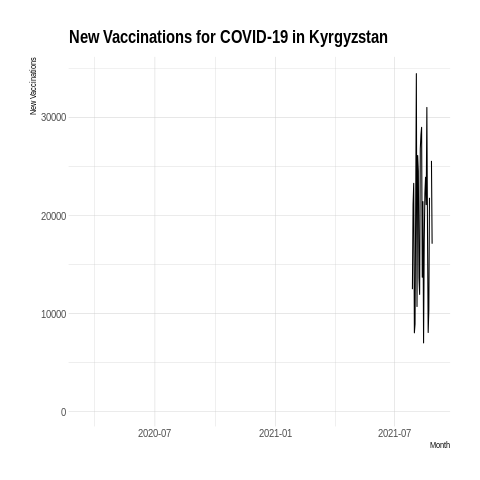 New Vaccinations for COVID-19 in Kyrgyzstan
New Vaccinations
30000
20000
10000
0
2020-07 2021-01 2021-07
Month